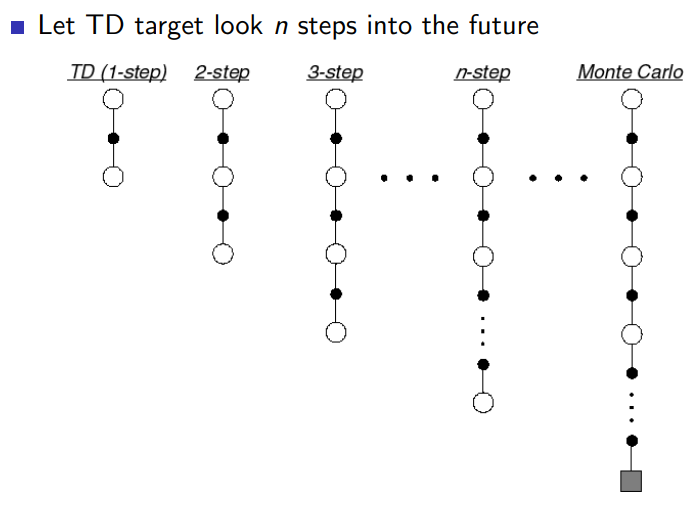 Let TD target look n steps into the future
TD (1-step) 2-step 3-step n-step Monte Carlo